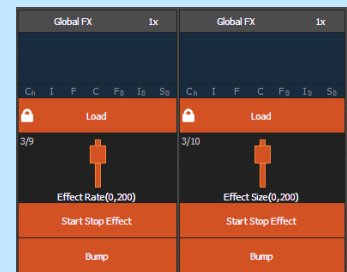 Global FX 1x Global FX 1x
Ch I F C FB IB SB Ch I F C FB IB SB
Load Load
3/9 3/10
Effect Rate(0,200) Effect Size(0,200)
Start Stop Effect Start Stop Effect
Bump Bump